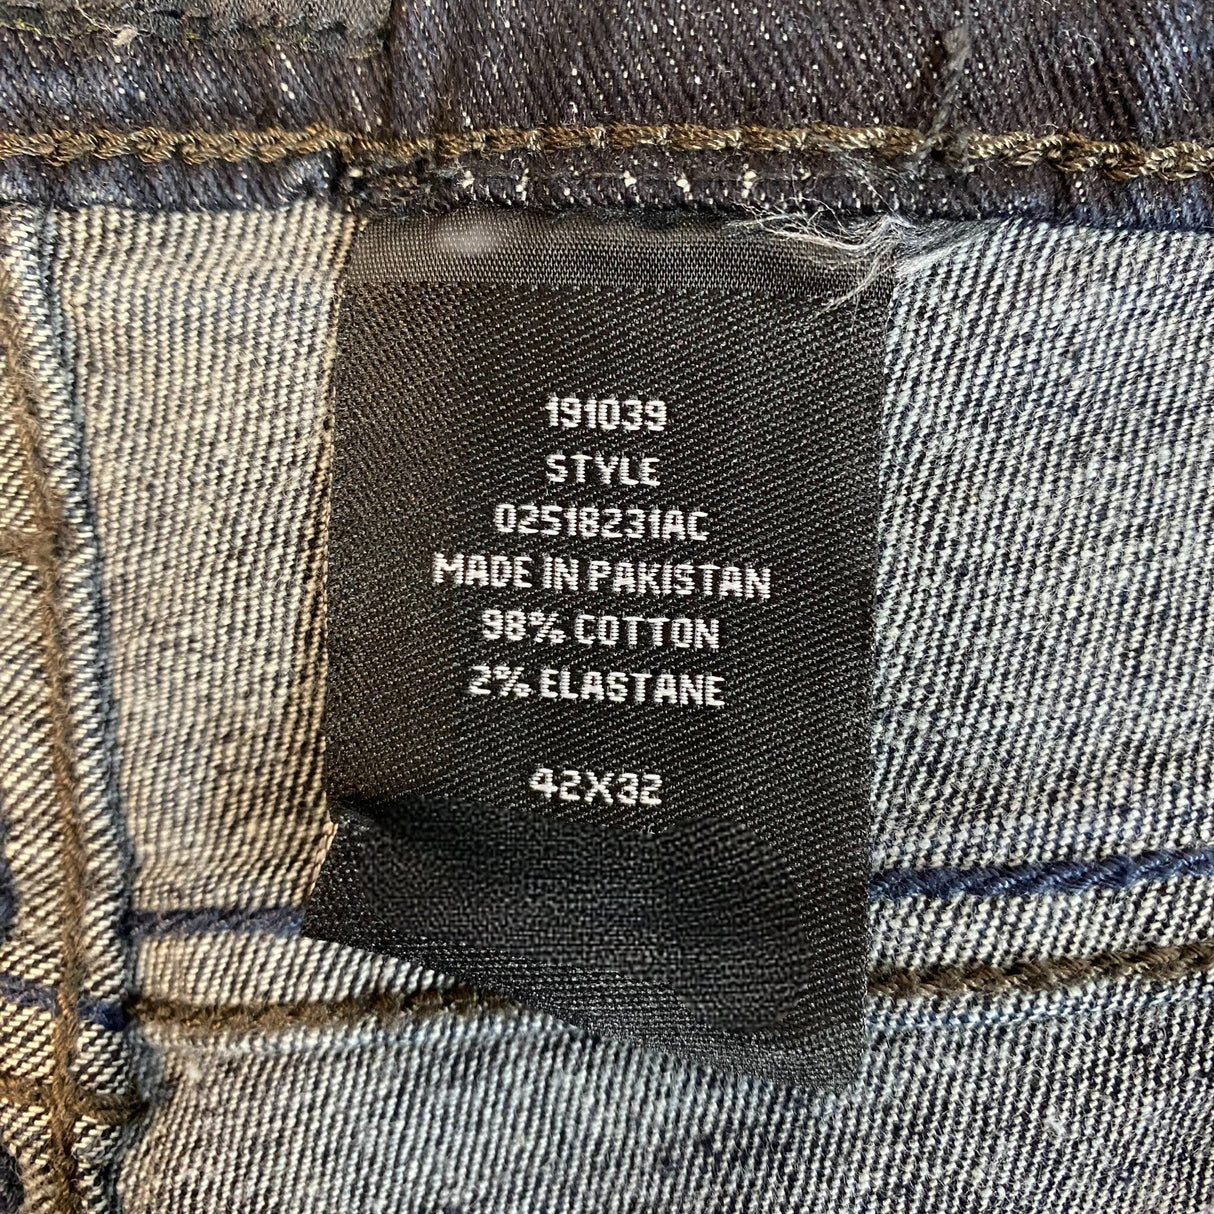 191039
STYLE
02518231AC
MADE IN PAKISTAN
98% COTTON
2% ELASTANE
42X32